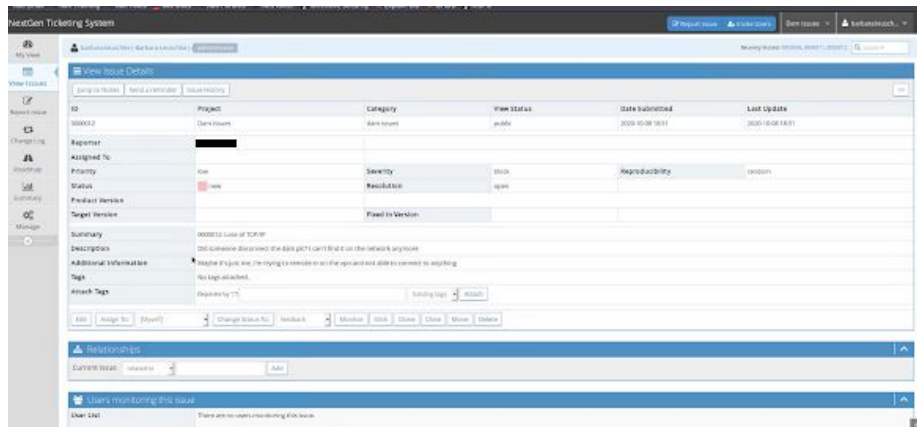 NextGen Ticketing System
Report Issue
Invite Users
Dam Issues
My View
View Issues
Report Issue
Change Log
Roadmap
Summary
Manage
administrator
View Issue Details
Jump to Notes Send a reminder Issue History
ID Project Category View Status Date Submitted Last Update
0000012 Dam Issues dam issues public 2020-10-08 18:51 2020-10-08 18:51
Reporter
Assigned To
Priority low Severity block Reproducibility random
Status new Resolution open
Product Version
Target Version Fixed in Version
Summary 0000012: Loss of TCP/IP
Description Did someone disconnect the dam plc? I can't find it on the network anymore
Additional Information Maybe it's just me, I'm trying to remote in on the vpn and not able to connect to anything
Tags No tags attached.
Attach Tags (Separate by ",") Existing tags Attach
Edit Assign To: [Myself] Change Status To: feedback Monitor Stick Clone Close Move Delete
Relationships
Current Issue related to Add
Users monitoring this issue
User List There are no users monitoring this issue.